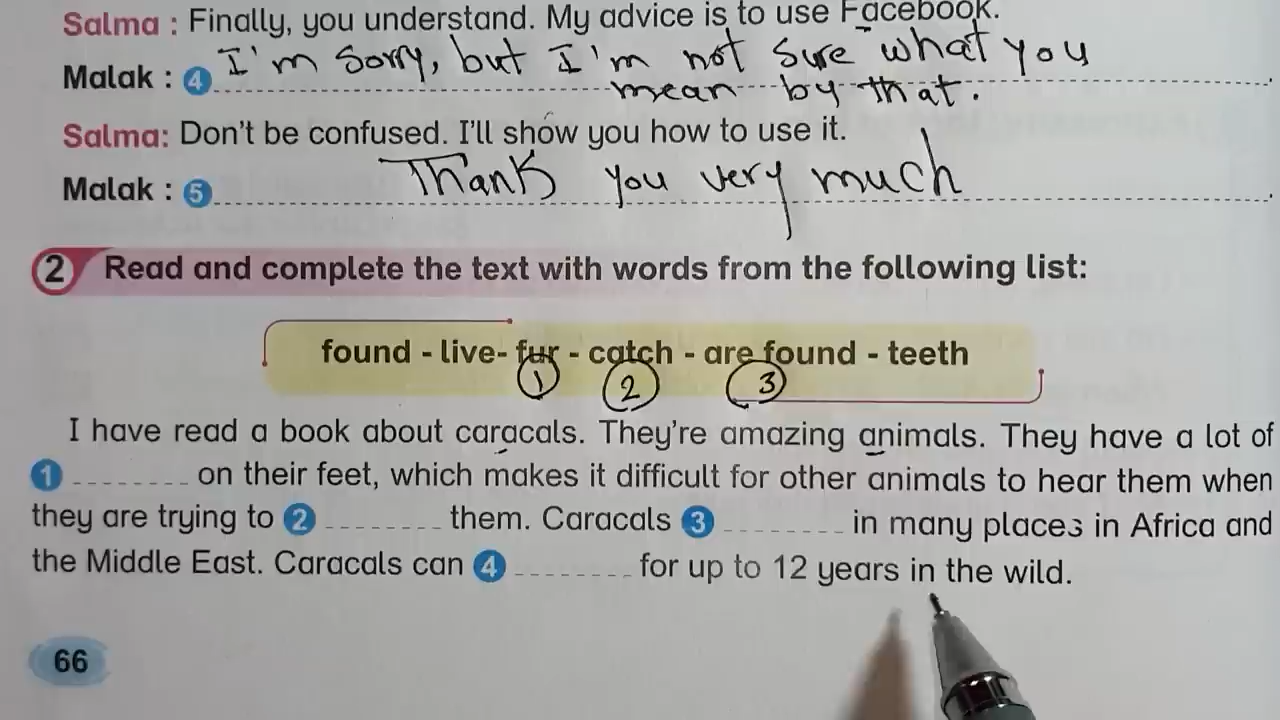 Salma : Finally, you understand. My advice is to use Facebook.
I'm sorry, but I'm not sure what you
Malak : 4 mean by that.
Salma: Don't be confused. I'll show you how to use it.
Malak : 5 Thank you very much
2 Read and complete the text with words from the following list:
found - live- fur - catch - are found - teeth
1 2 3
I have read a book about caracals. They're amazing animals. They have a lot of
1 -------- on their feet, which makes it difficult for other animals to hear them when
they are trying to 2 -------- them. Caracals 3 -------- in many places in Africa and
the Middle East. Caracals can 4 -------- for up to 12 years in the wild.
66